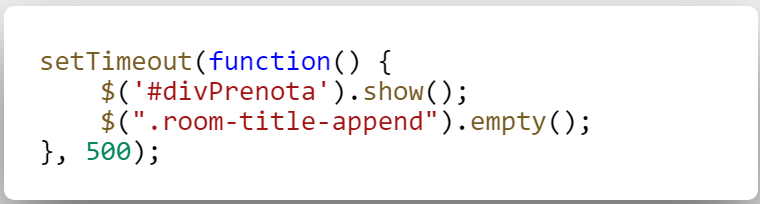 setTimeout(function() {
    $('#divPrenota').show();
    $(".room-title-append").empty();
}, 500);